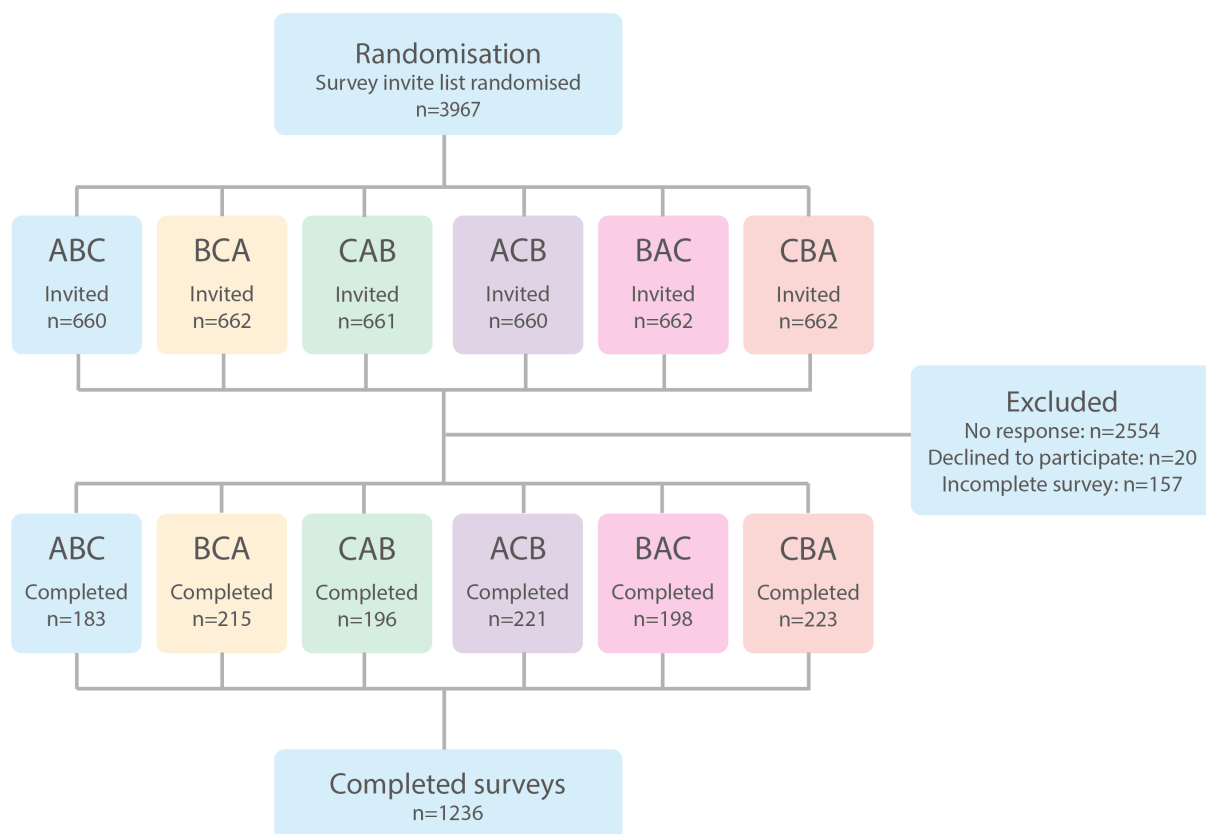 Randomisation
Survey invite list randomised
n=3967
ABC
Invited
n=660
BCA
Invited
n=662
CAB
Invited
n=661
ACB
Invited
n=660
BAC
Invited
n=662
CBA
Invited
n=662
Excluded
No response: n=2554
Declined to participate: n=20
Incomplete survey: n=157
ABC
Completed
n=183
BCA
Completed
n=215
CAB
Completed
n=196
ACB
Completed
n=221
BAC
Completed
n=198
CBA
Completed
n=223
Completed surveys
n=1236